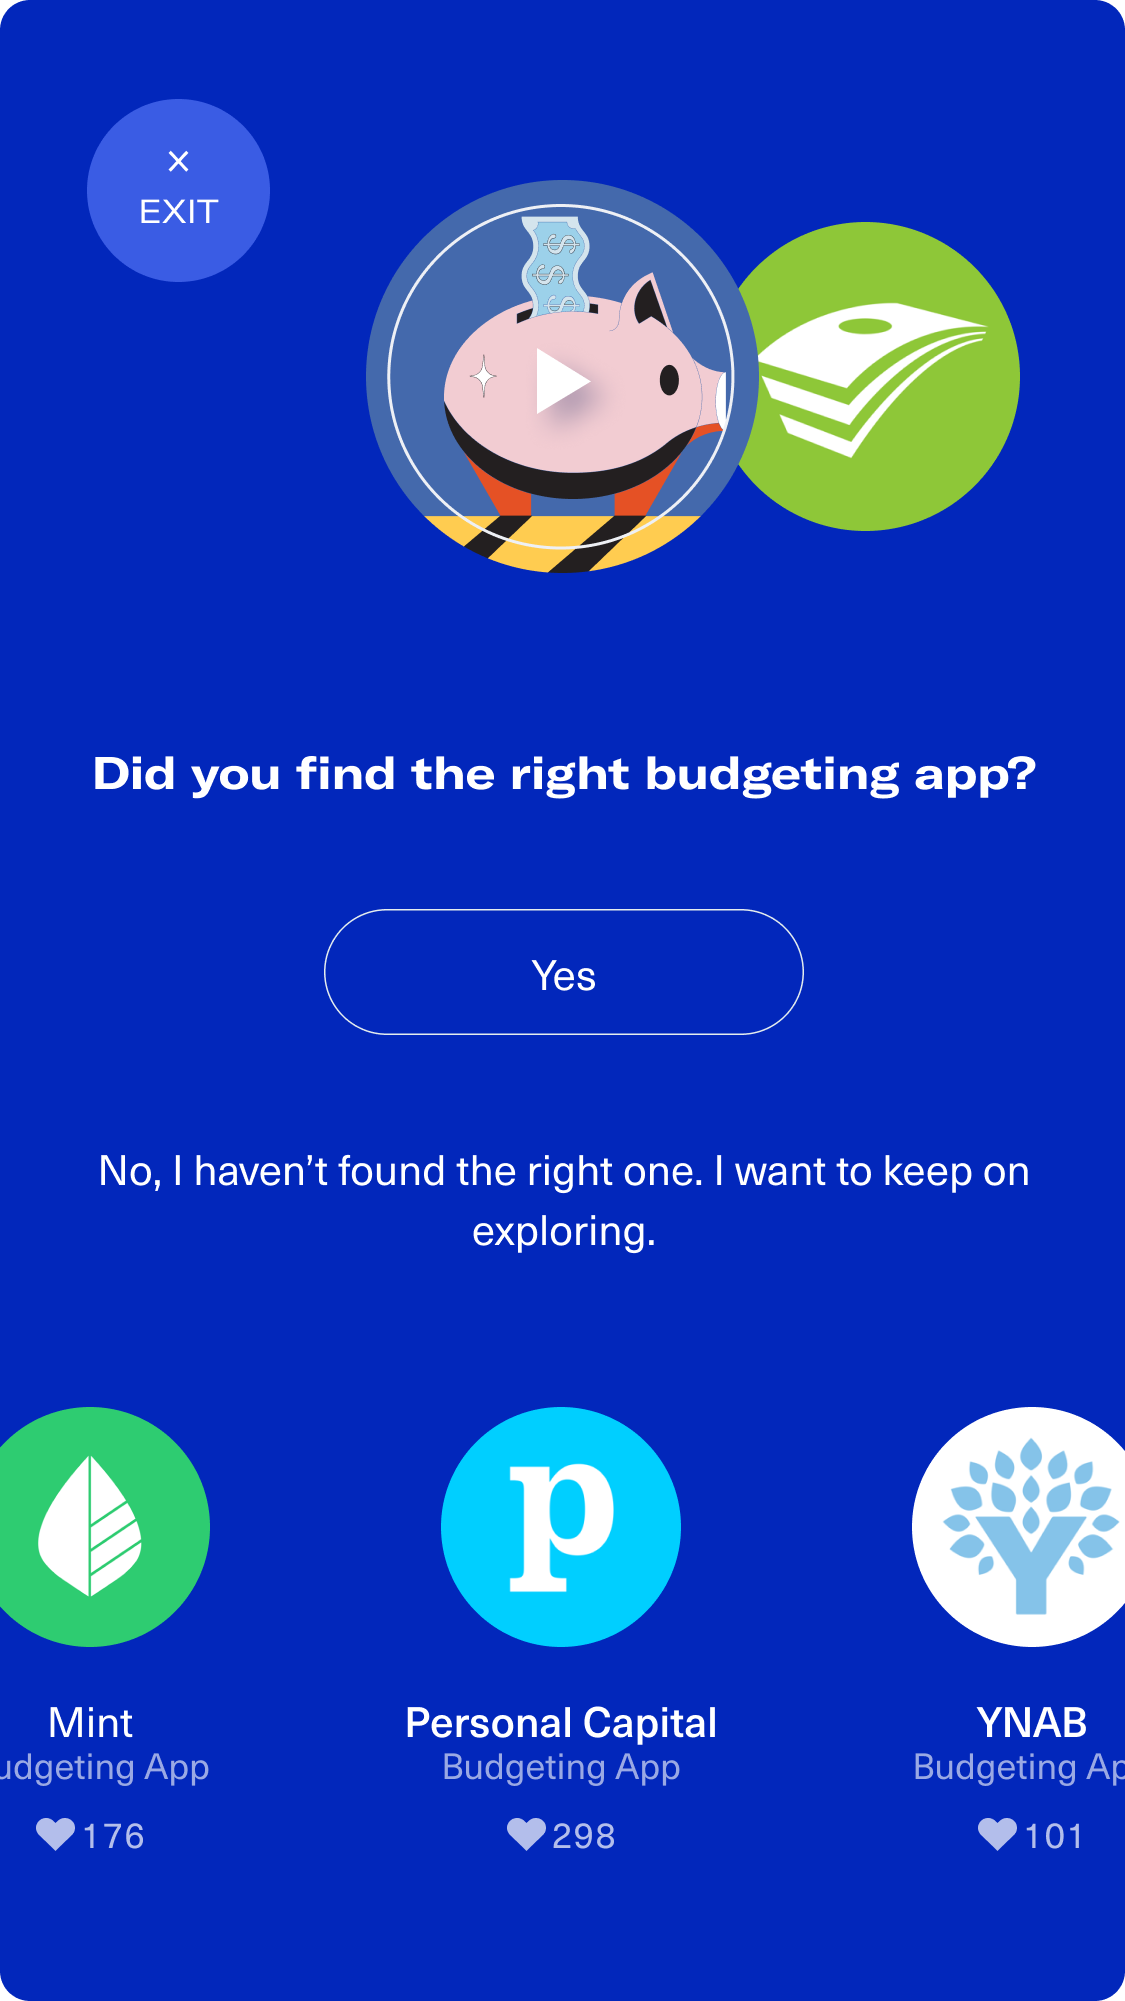 ×
EXIT
$
$
$
Did you find the right budgeting app?
Yes
No, I haven’t found the right one. I want to keep on
exploring.
p
Y
Mint
Personal Capital
YNAB
udgeting App
Budgeting App
Budgeting Ap
176
298
101